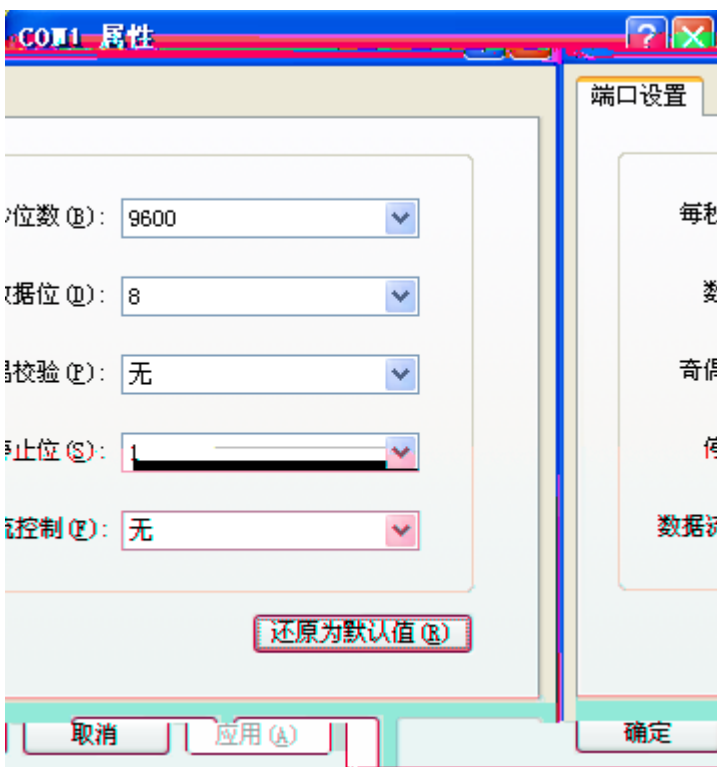 COM1 属性
端口设置
位数(B): 9600
每秒
据位(D): 8
数
校验(P): 无
奇偶
止位(S): 1
停
控制(F): 无
数据流
还原为默认值(R)
取消
应用(A)
确定